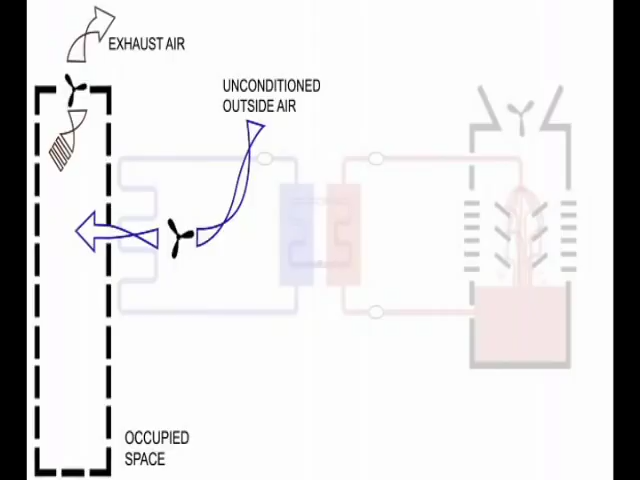 EXHAUST AIR
UNCONDITIONED
OUTSIDE AIR
OCCUPIED
SPACE